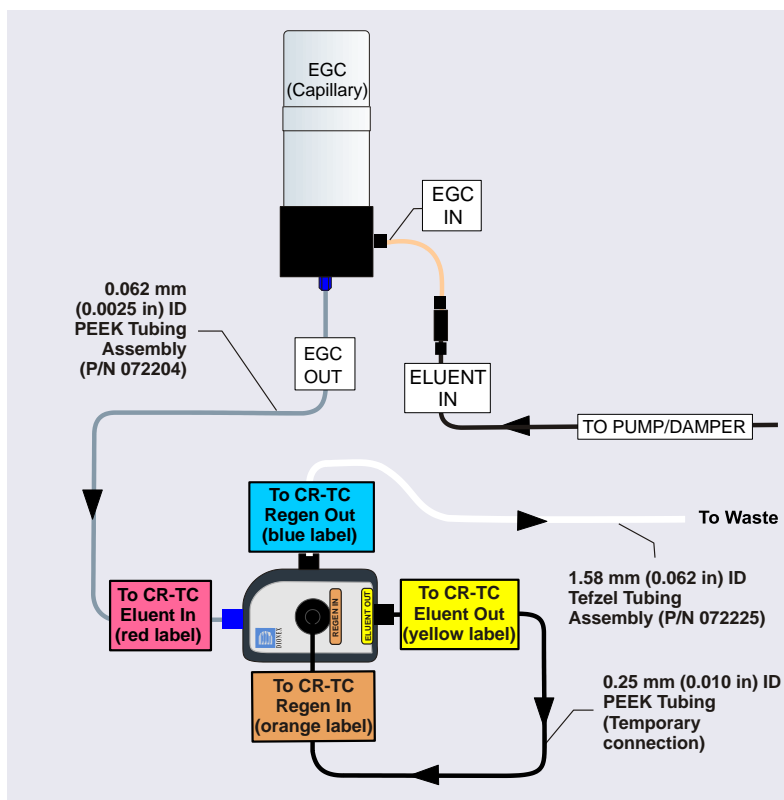 EGC
(Capillary)
EGC
IN
0.062 mm
(0.0025 in) ID
PEEK Tubing
Assembly
(P/N 072204)
EGC
OUT
ELUENT
IN
TO PUMP/DAMPER
To CR-TC
Regen Out
(blue label)
To Waste
1.58 mm (0.062 in) ID
Tefzel Tubing
Assembly (P/N 072225)
To CR-TC
Eluent In
(red label)
DIONEX
REGEN IN
ELUENT OUT
To CR-TC
Eluent Out
(yellow label)
To CR-TC
Regen In
(orange label)
0.25 mm (0.010 in) ID
PEEK Tubing
(Temporary
connection)